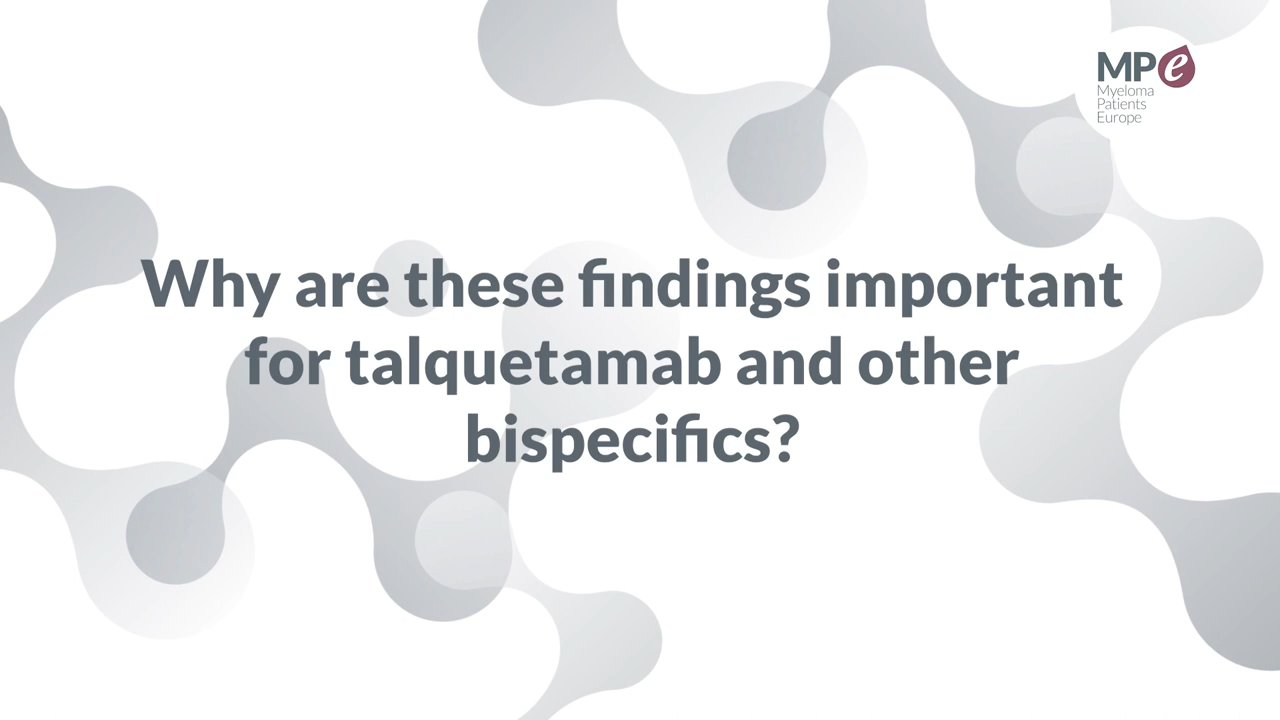 MPe
Myeloma
Patients
Europe
Why are these findings important
for talquetamab and other
bispecifics?